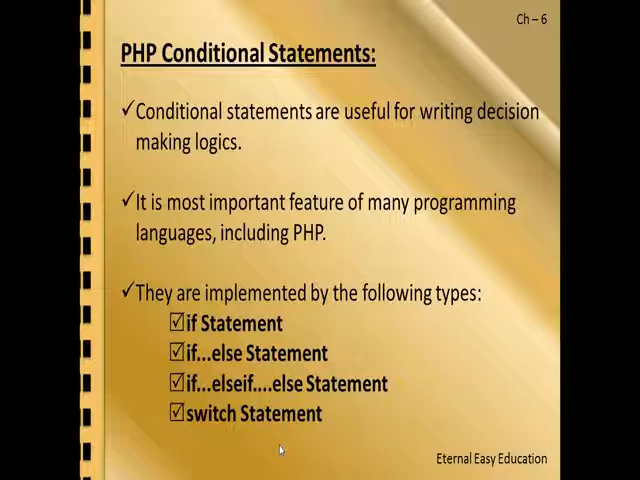 Ch – 6
PHP Conditional Statements:
✓Conditional statements are useful for writing decision
making logics.
✓It is most important feature of many programming
languages, including PHP.
✓They are implemented by the following types:
☑if Statement
☑if...else Statement
☑if...elseif....else Statement
☑switch Statement
Eternal Easy Education